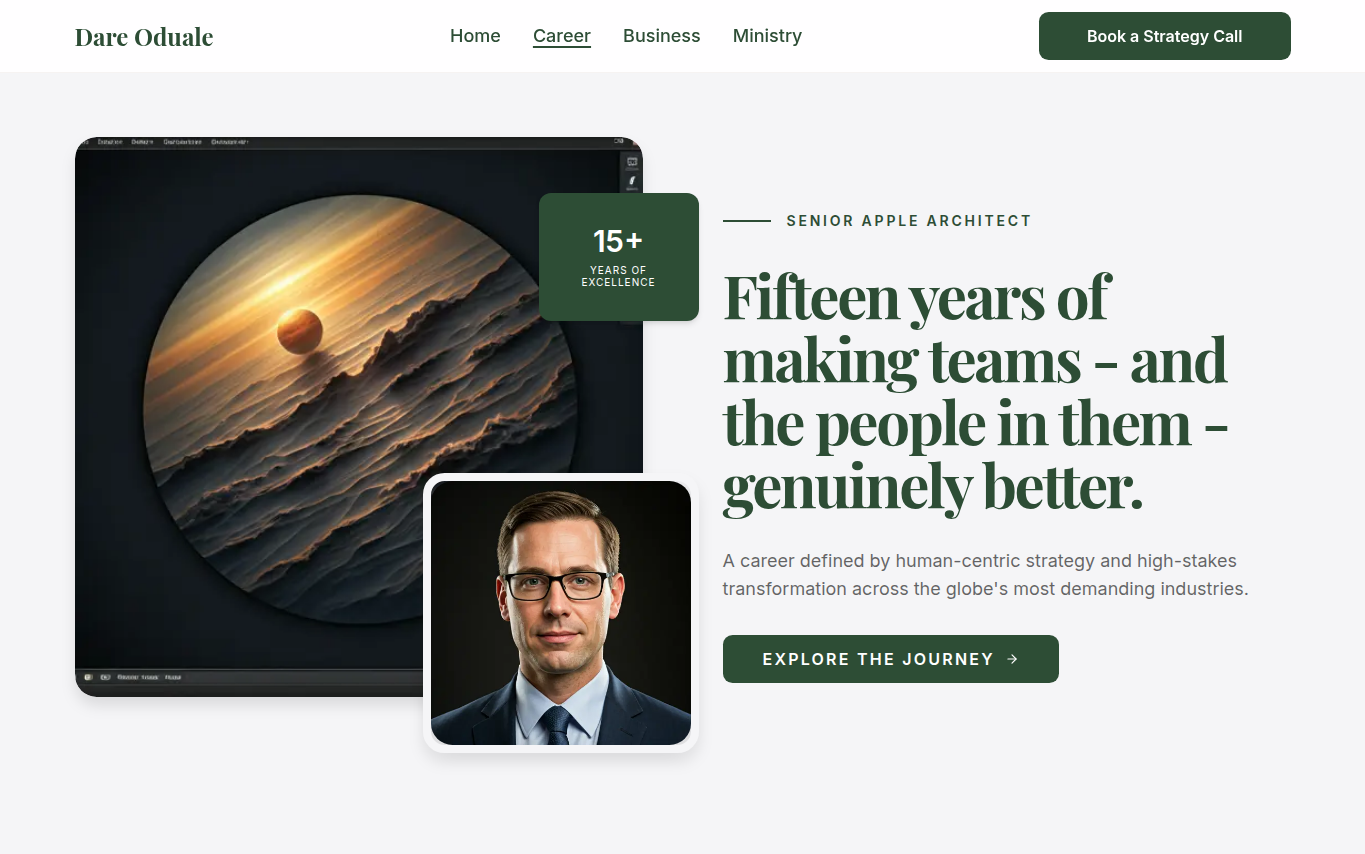 Dare Oduale
Home
Career
Business
Ministry
Book a Strategy Call
15+
YEARS OF
EXCELLENCE
SENIOR APPLE ARCHITECT
Fifteen years of
making teams – and
the people in them –
genuinely better.
A career defined by human-centric strategy and high-stakes
transformation across the globe's most demanding industries.
EXPLORE THE JOURNEY